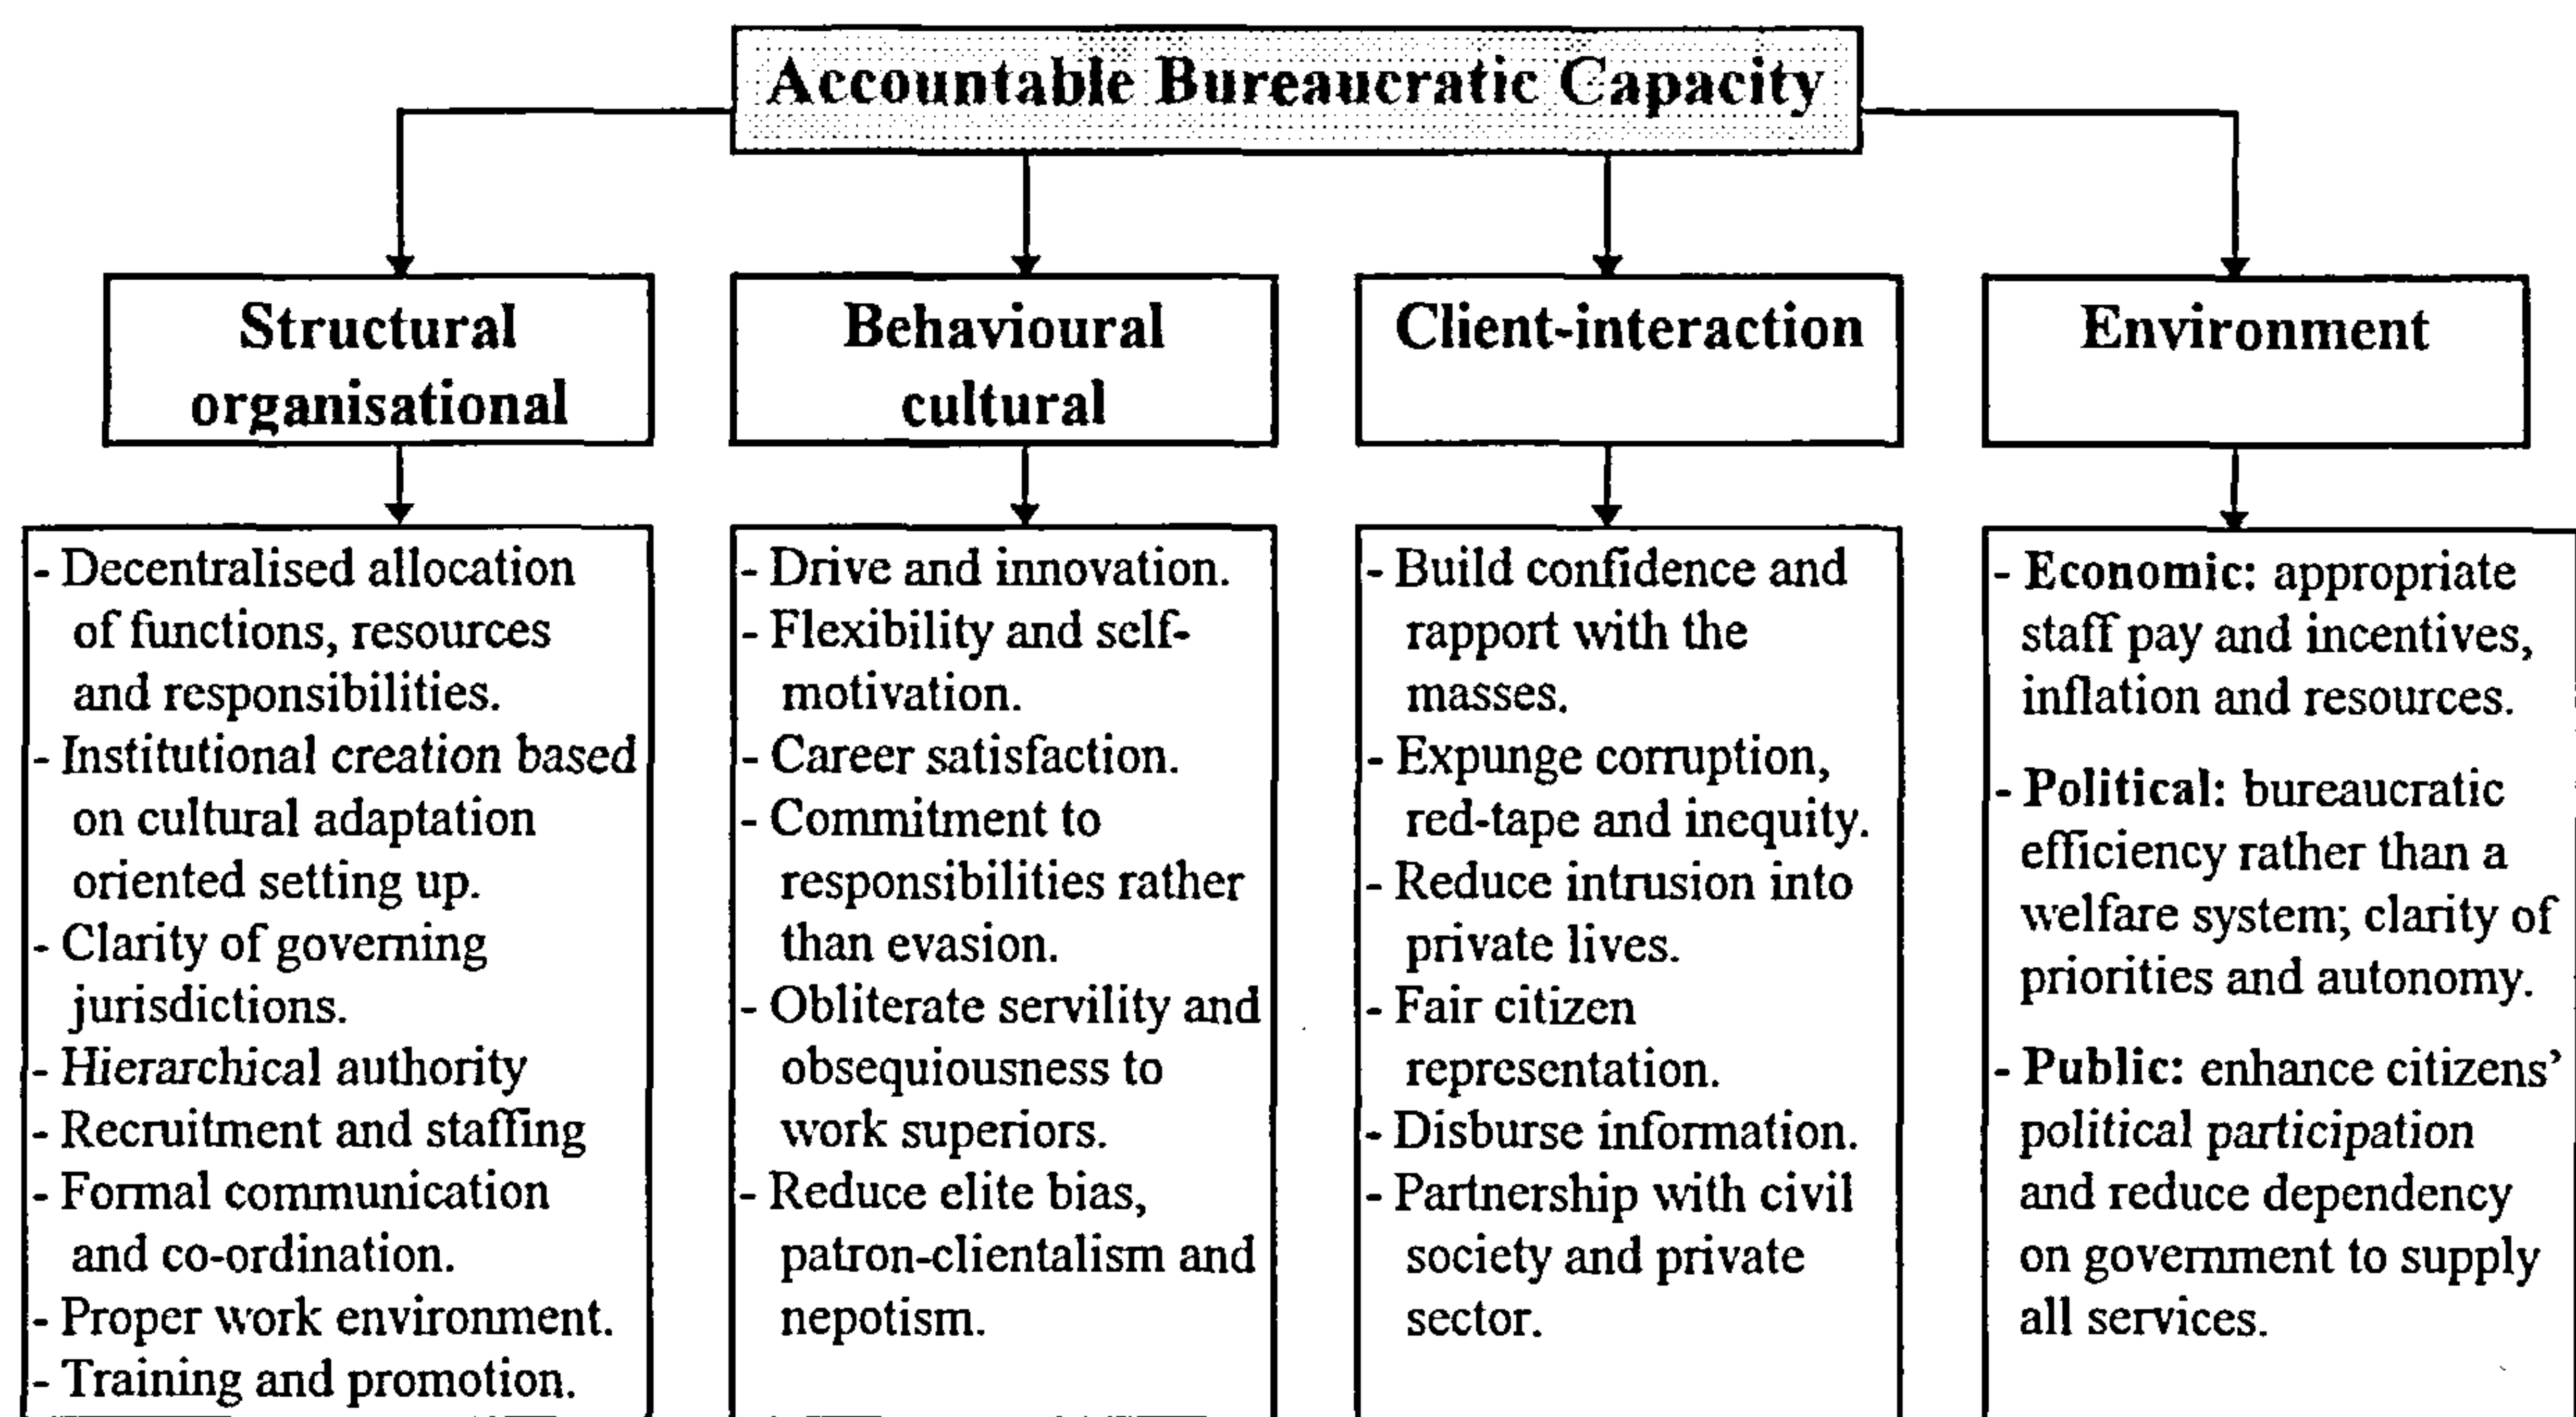 Accountable Bureaucratic Capacity
Structural
organisational
- Decentralised allocation
of functions, resources
and responsibilities.
- Institutional creation based
on cultural adaptation
oriented setting up.
- Clarity of governing
jurisdictions.
- Hierarchical authority
- Recruitment and staffing
- Formal communication
and co-ordination.
- Proper work environment.
- Training and promotion.
Behavioural
cultural
- Drive and innovation.
- Flexibility and self-
motivation.
- Career satisfaction.
- Commitment to
responsibilities rather
than evasion.
- Obliterate servility and
obsequiousness to
work superiors.
- Reduce elite bias,
patron-clientalism and
nepotism.
Client-interaction
- Build confidence and
rapport with the
masses.
- Expunge corruption,
red-tape and inequity.
- Reduce intrusion into
private lives.
- Fair citizen
representation.
- Disburse information.
- Partnership with civil
society and private
sector.
Environment
- Economic: appropriate
staff pay and incentives,
inflation and resources.
- Political: bureaucratic
efficiency rather than a
welfare system; clarity of
priorities and autonomy.
- Public: enhance citizens’
political participation
and reduce dependency
on government to supply
all services.